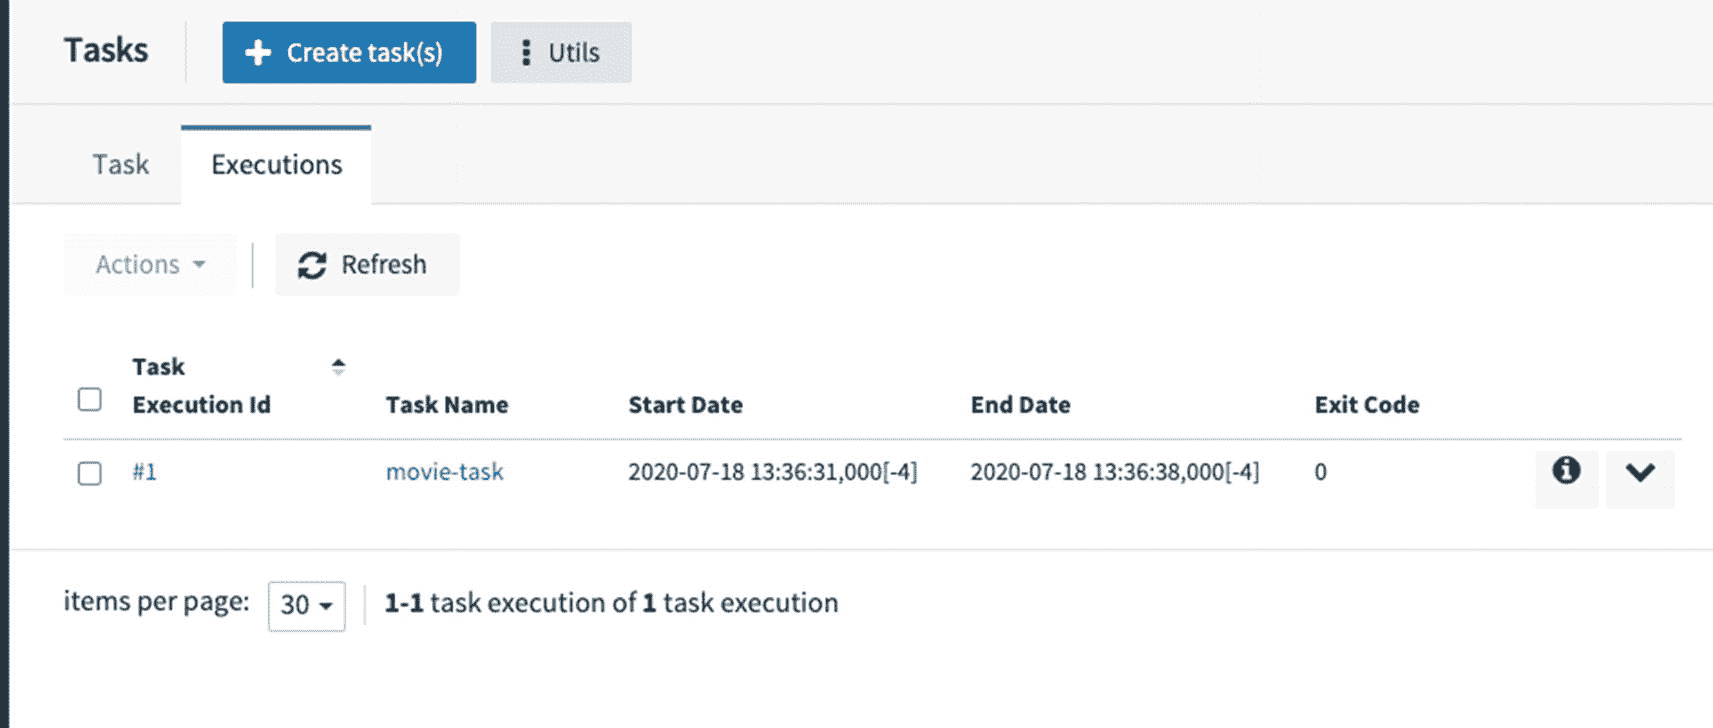 Tasks
Create task(s)
Utils
Task
Executions
Actions
Refresh
Task
Execution Id
Task Name
Start Date
End Date
Exit Code
#1
movie-task
2020-07-18 13:36:31,000[-4]
2020-07-18 13:36:38,000[-4]
0
items per page:
30
1-1 task execution of 1 task execution